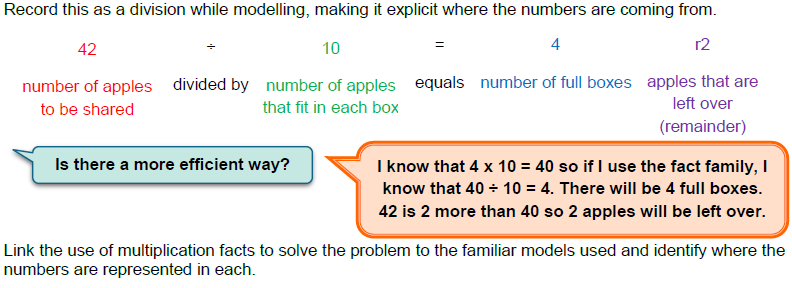 Record this as a division while modelling, making it explicit where the numbers are coming from.
42 ÷ 10 = 4 r2
number of apples divided by number of apples equals number of full boxes apples that are
to be shared that fit in each box left over
(remainder)
Is there a more efficient way?
I know that 4 x 10 = 40 so if I use the fact family, I
know that 40 ÷ 10 = 4. There will be 4 full boxes.
42 is 2 more than 40 so 2 apples will be left over.
Link the use of multiplication facts to solve the problem to the familiar models used and identify where the
numbers are represented in each.